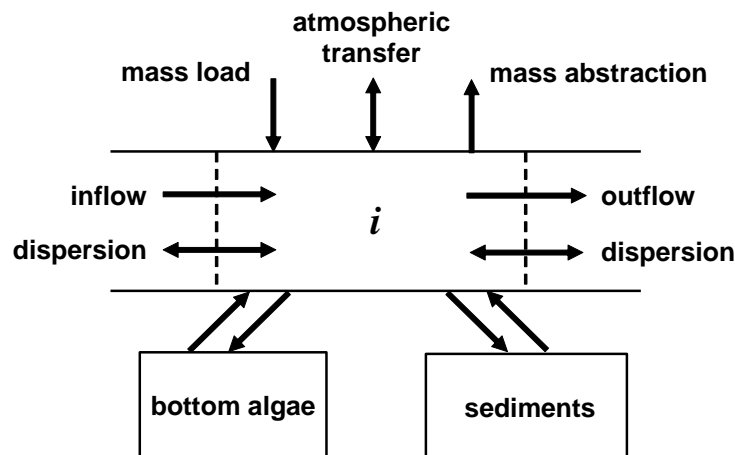 atmospheric
transfer
mass load
mass abstraction
inflow
i
outflow
dispersion
dispersion
bottom algae
sediments